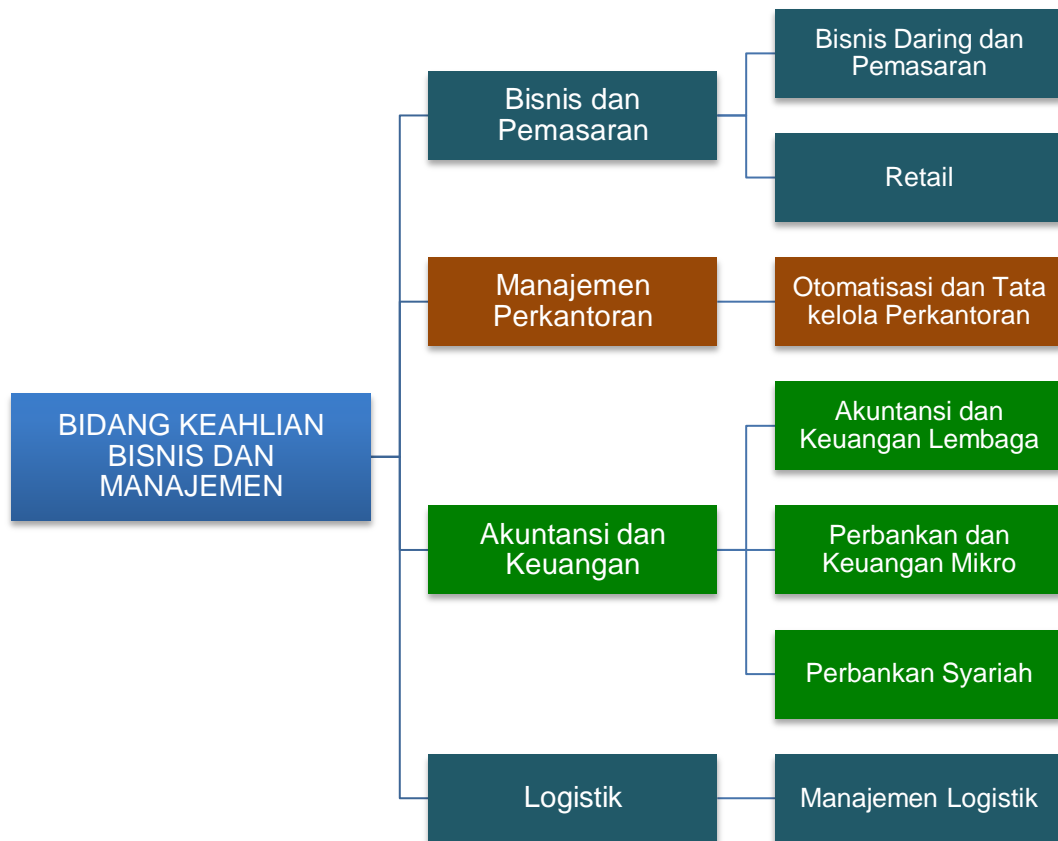 BIDANG KEAHLIAN
BISNIS DAN
MANAJEMEN
Bisnis dan
Pemasaran
Bisnis Daring dan
Pemasaran
Retail
Manajemen
Perkantoran
Otomatisasi dan Tata
kelola Perkantoran
Akuntansi dan
Keuangan
Akuntansi dan
Keuangan Lembaga
Perbankan dan
Keuangan Mikro
Perbankan Syariah
Logistik
Manajemen Logistik